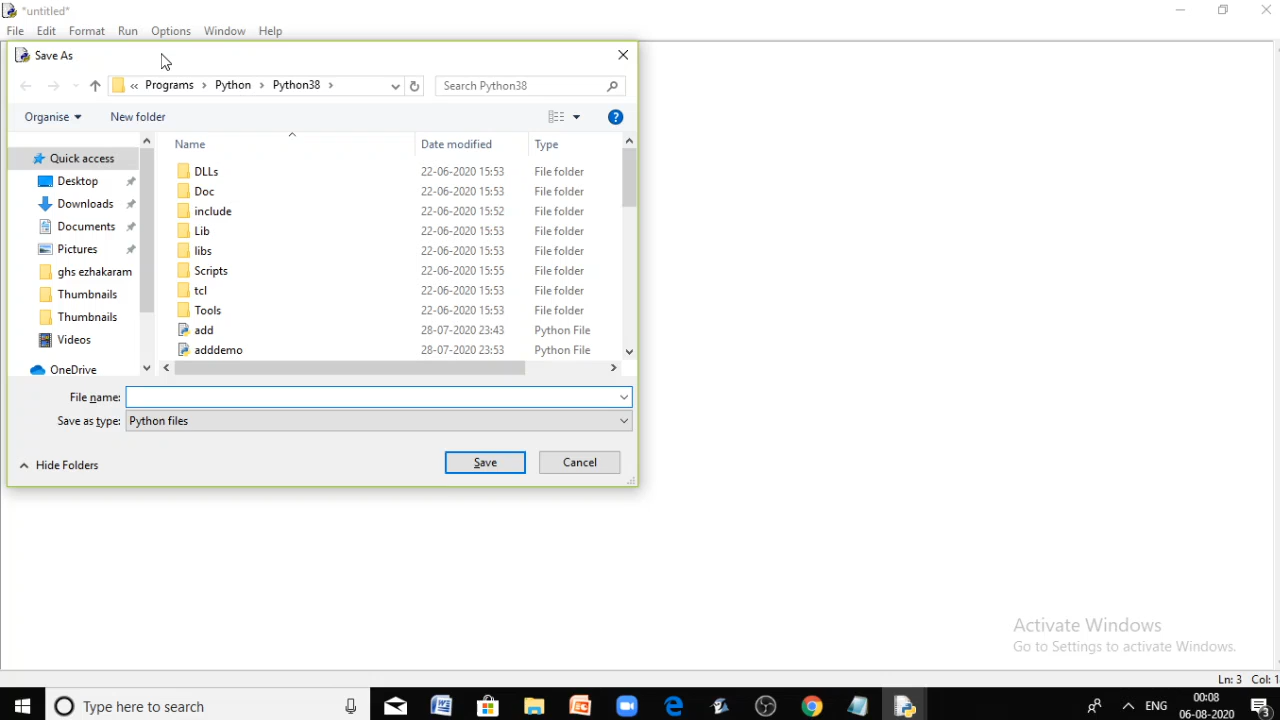 *untitled*
File Edit Format Run Options Window Help
Save As
« Programs > Python > Python38 > Search Python38
Organise New folder
Name Date modified Type
Quick access
Desktop
Downloads
Documents
Pictures
ghs ezhakaram
Thumbnails
Thumbnails
Videos
OneDrive
DLLs 22-06-2020 15:53 File folder
Doc 22-06-2020 15:53 File folder
include 22-06-2020 15:52 File folder
Lib 22-06-2020 15:53 File folder
libs 22-06-2020 15:53 File folder
Scripts 22-06-2020 15:55 File folder
tcl 22-06-2020 15:53 File folder
Tools 22-06-2020 15:53 File folder
add 28-07-2020 23:43 Python File
adddemo 28-07-2020 23:53 Python File
File name:
Save as type: Python files
Hide Folders Save Cancel
Activate Windows
Go to Settings to activate Windows.
Ln: 3 Col: 1
Type here to search
ENG
00:08
06-08-2020
3